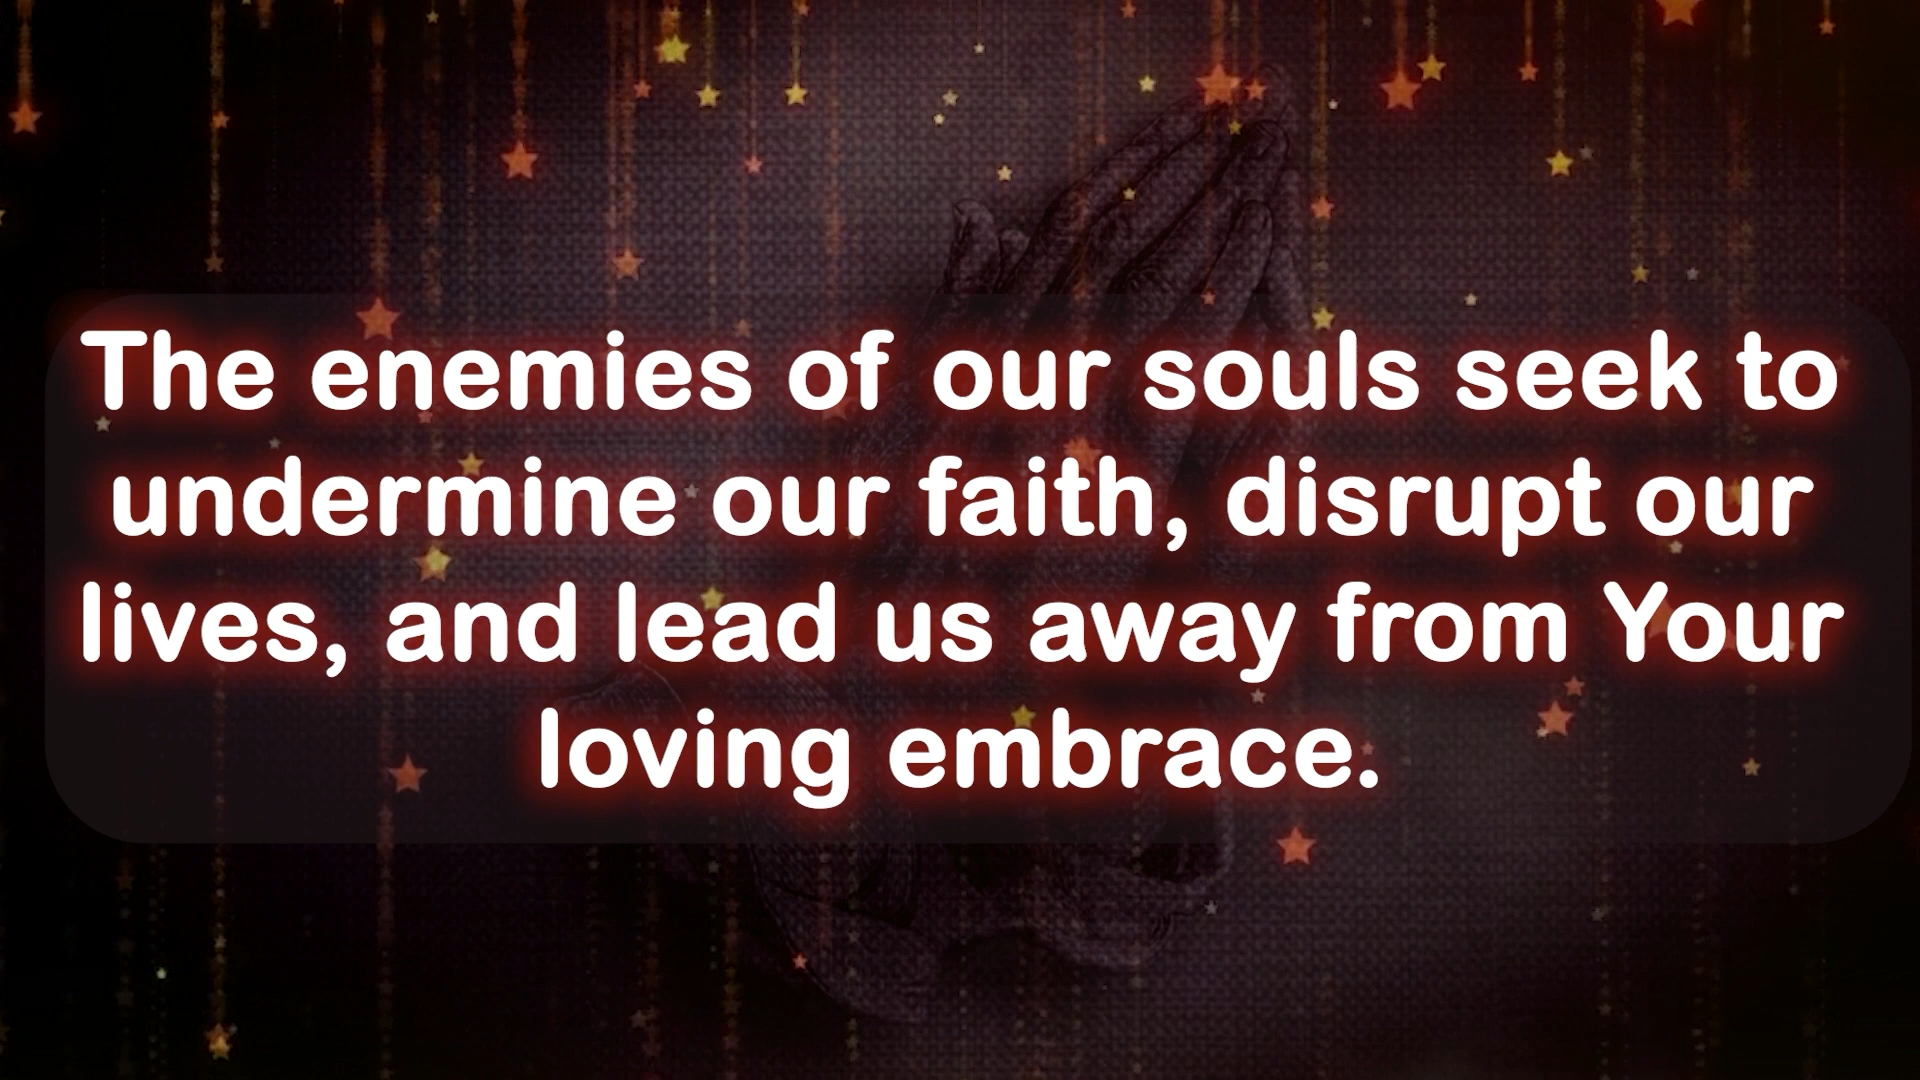 The enemies of our souls seek to
undermine our faith, disrupt our
lives, and lead us away from Your
loving embrace.